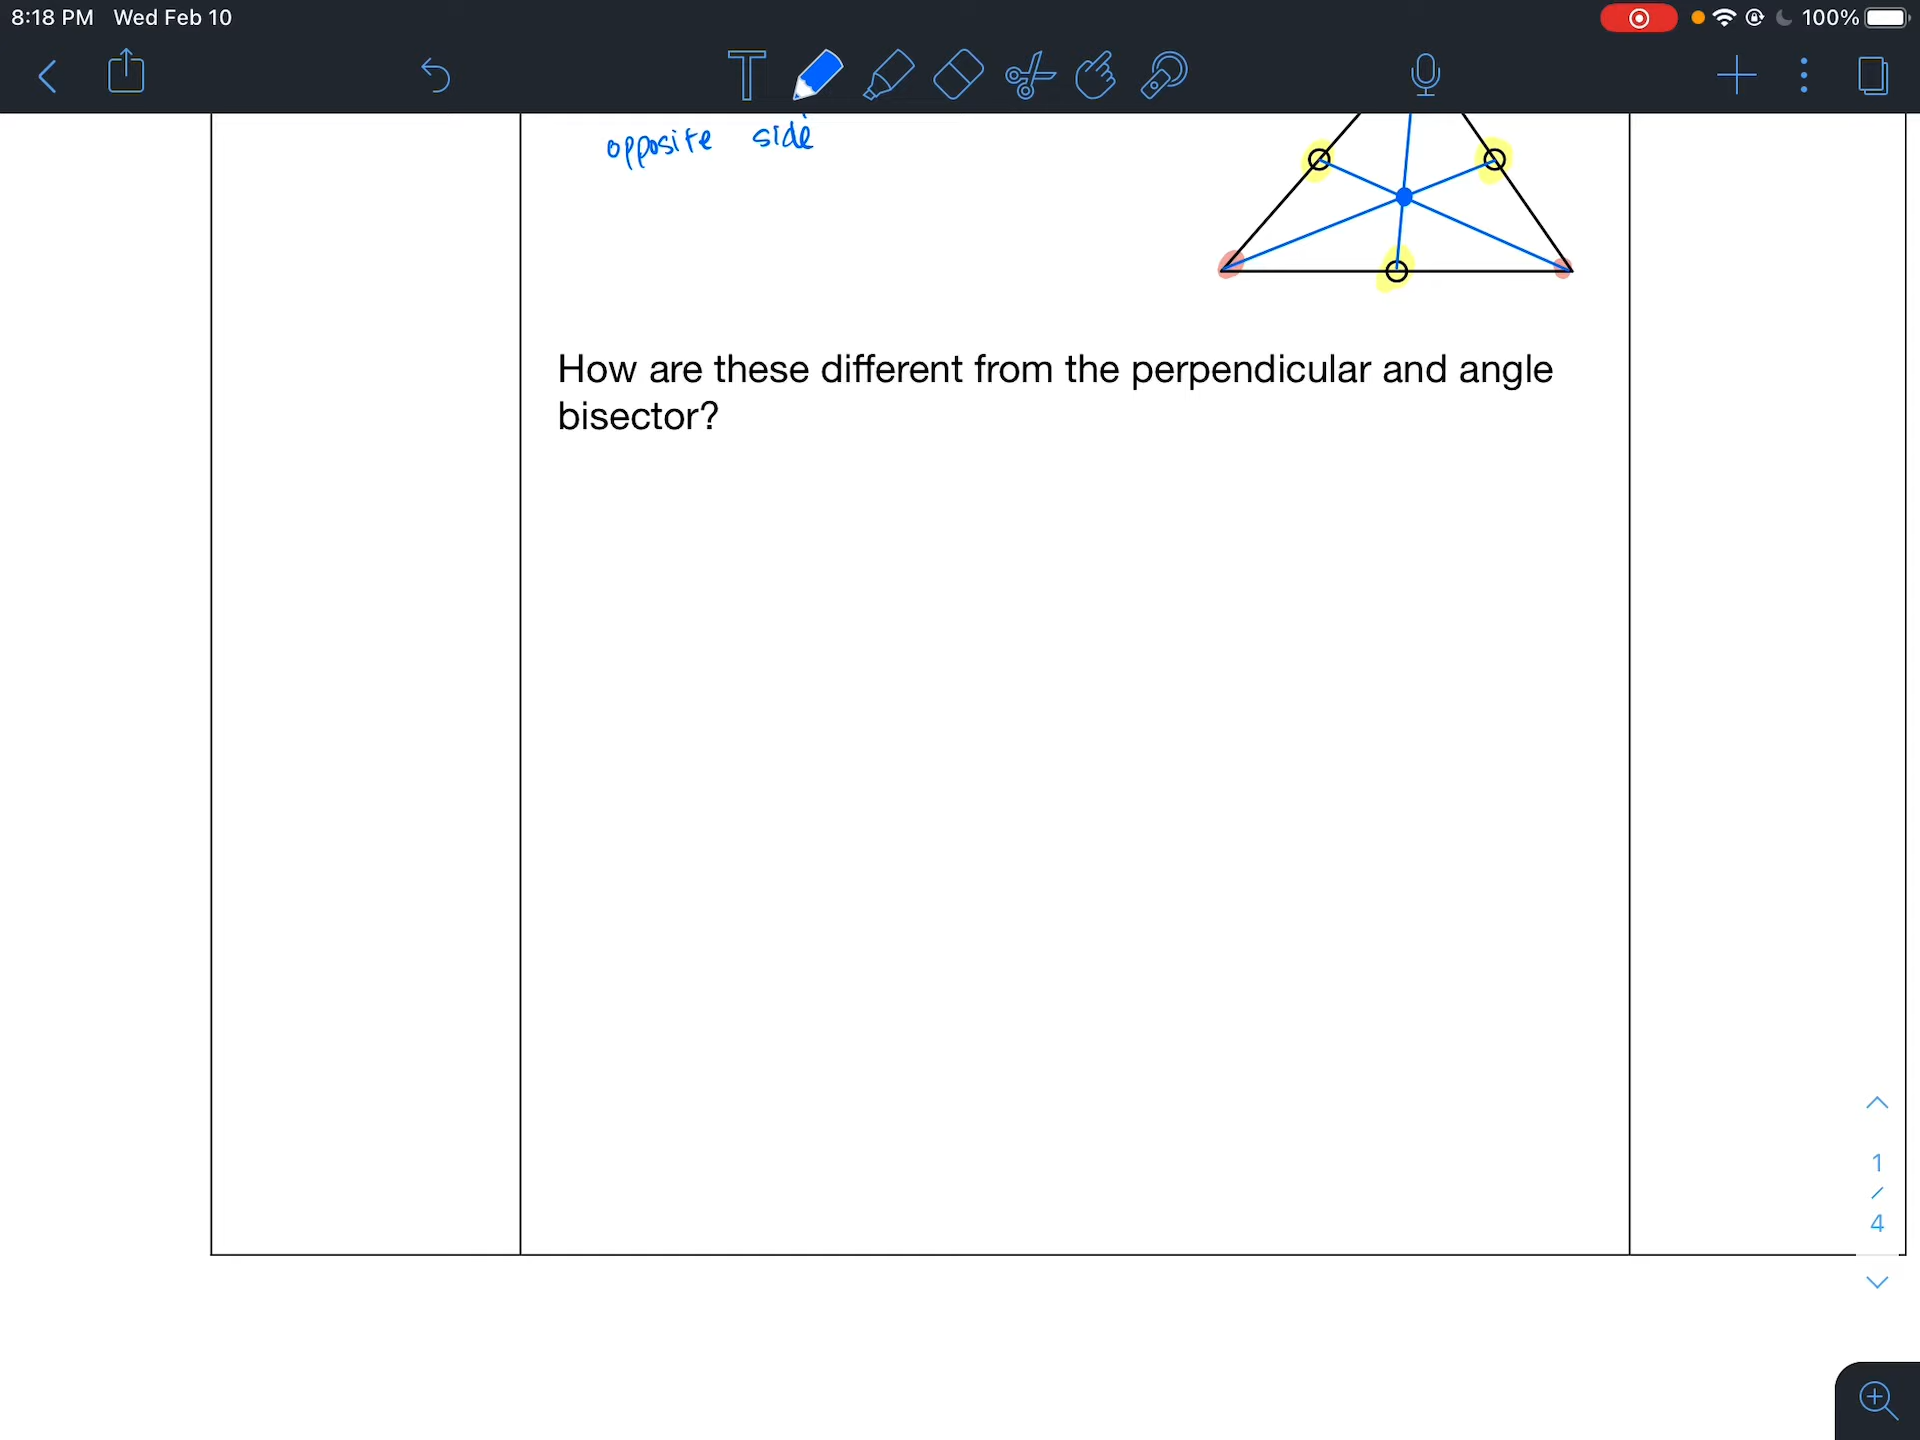 8:18 PM Wed Feb 10
100%
T
opposite side
How are these different from the perpendicular and angle
bisector?
1
/
4